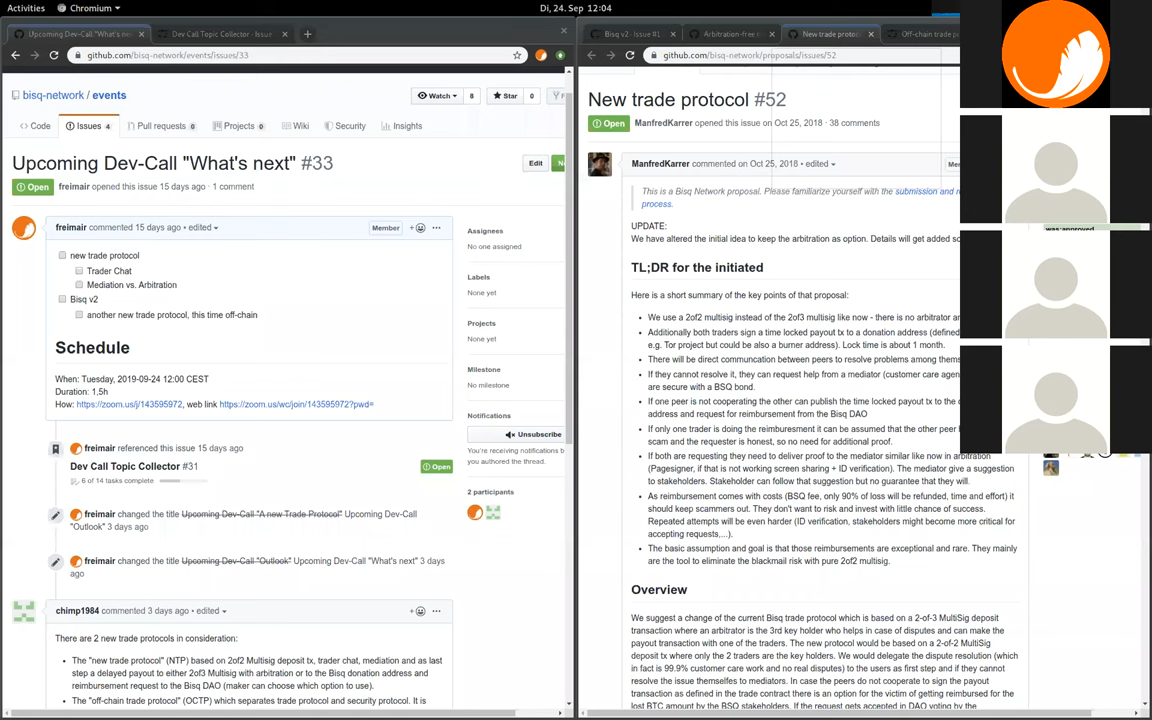 Activities
Chromium
Di, 24. Sep 12:04
Upcoming Dev-Call "What's ne
Dev Call Topic Collector · Issu
github.com/bisq-network/events/issues/33
bisq-network / events
Watch 8
Star 0
F
Code
Issues 4
Pull requests 0
Projects 0
Wiki
Security
Insights
Upcoming Dev-Call "What's next" #33
Edit
Open
freimair opened this issue 15 days ago · 1 comment
freimair commented 15 days ago • edited
Member
new trade protocol
Trader Chat
Mediation vs. Arbitration
Bisq v2
another new trade protocol, this time off-chain
Schedule
When: Tuesday, 2019-09-24 12:00 CEST
Duration: 1,5h
How: https://zoom.us/j/143595972, web link https://zoom.us/wc/join/143595972?pwd=
freimair referenced this issue 15 days ago
Dev Call Topic Collector #31
Open
6 of 14 tasks complete
freimair changed the title Upcoming Dev-Call "A new Trade Protocol" Upcoming Dev-Call
"Outlook" 3 days ago
freimair changed the title Upcoming Dev-Call "Outlook" Upcoming Dev-Call "What's next" 3 days
ago
chimp1984 commented 3 days ago • edited
There are 2 new trade protocols in consideration:
The "new trade protocol" (NTP) based on 2of2 Multisig deposit tx, trader chat, mediation and as last
step a delayed payout to either 2of3 Multisig with arbitration or to the Bisq donation address and
reimbursement request to the Bisq DAO (maker can choose which option to use).
The "off-chain trade protocol" (OCTP) which separates trade protocol and security protocol. It is
Assignees
No one assigned
Labels
None yet
Projects
None yet
Milestone
No milestone
Notifications
Unsubscribe
You're receiving notifications b
you authored the thread.
2 participants
Bisq v2 · Issue #1
Arbitration-free
New trade proto
Off-chain trade p
github.com/bisq-network/proposals/issues/52
New trade protocol #52
Open
ManfredKarrer opened this issue on Oct 25, 2018 · 38 comments
ManfredKarrer commented on Oct 25, 2018 • edited
This is a Bisq Network proposal. Please familiarize yourself with the submission and re
process.
UPDATE:
We have altered the initial idea to keep the arbitration as option. Details will get added so
TL;DR for the initiated
Here is a short summary of the key points of that proposal:
We use a 2of2 multisig instead of the 2of3 multisig like now - there is no arbitrator an
Additionally both traders sign a time locked payout tx to a donation address (defined
e.g. Tor project but could be also a burner address). Lock time is about 1 month.
There will be direct communcation between peers to resolve problems among thems
If they cannot resolve it, they can request help from a mediator (customer care agen
are secure with a BSQ bond.
If one peer is not cooperating the other can publish the time locked payout tx to the d
address and request for reimbursement from the Bisq DAO
If only one trader is doing the reimburesment it can be assumed that the other peer
scam and the requester is honest, so no need for additional proof.
If both are requesting they need to deliver proof to the mediator similar like now in arbitration
(Pagesigner, if that is not working screen sharing + ID verification). The mediator give a suggestion
to stakeholders. Stakeholder can follow that suggestion but no guarantee that they will.
As reimbursement comes with costs (BSQ fee, only 90% of loss will be refunded, time and effort) it
should keep scammers out. They don't want to risk and invest with little chance of success.
Repeated attempts will be even harder (ID verification, stakeholders might become more critical for
accepting requests,...).
The basic assumption and goal is that those reimbursements are exceptional and rare. They mainly
are the tool to eliminate the blackmail risk with pure 2of2 multisig.
Overview
We suggest a change of the current Bisq trade protocol which is based on a 2-of-3 MultiSig deposit
transaction where an arbitrator is the 3rd key holder who helps in case of disputes and can make the
payout transaction with one of the traders. The new protocol would be based on a 2-of-2 MultiSig
deposit tx where only the 2 traders are the key holders. We would delegate the dispute resolution (which
in fact is 99.9% customer care work and no real disputes) to the users as first step and if they cannot
resolve the issue themselfes to mediators. In case the peers do not cooperate to sign the payout
transaction as defined in the trade contract there is an option for the victim of getting reimbursed for the
lost BTC amount by the BSQ stakeholders. If the request gets accepted in DAO voting by the
was:approved